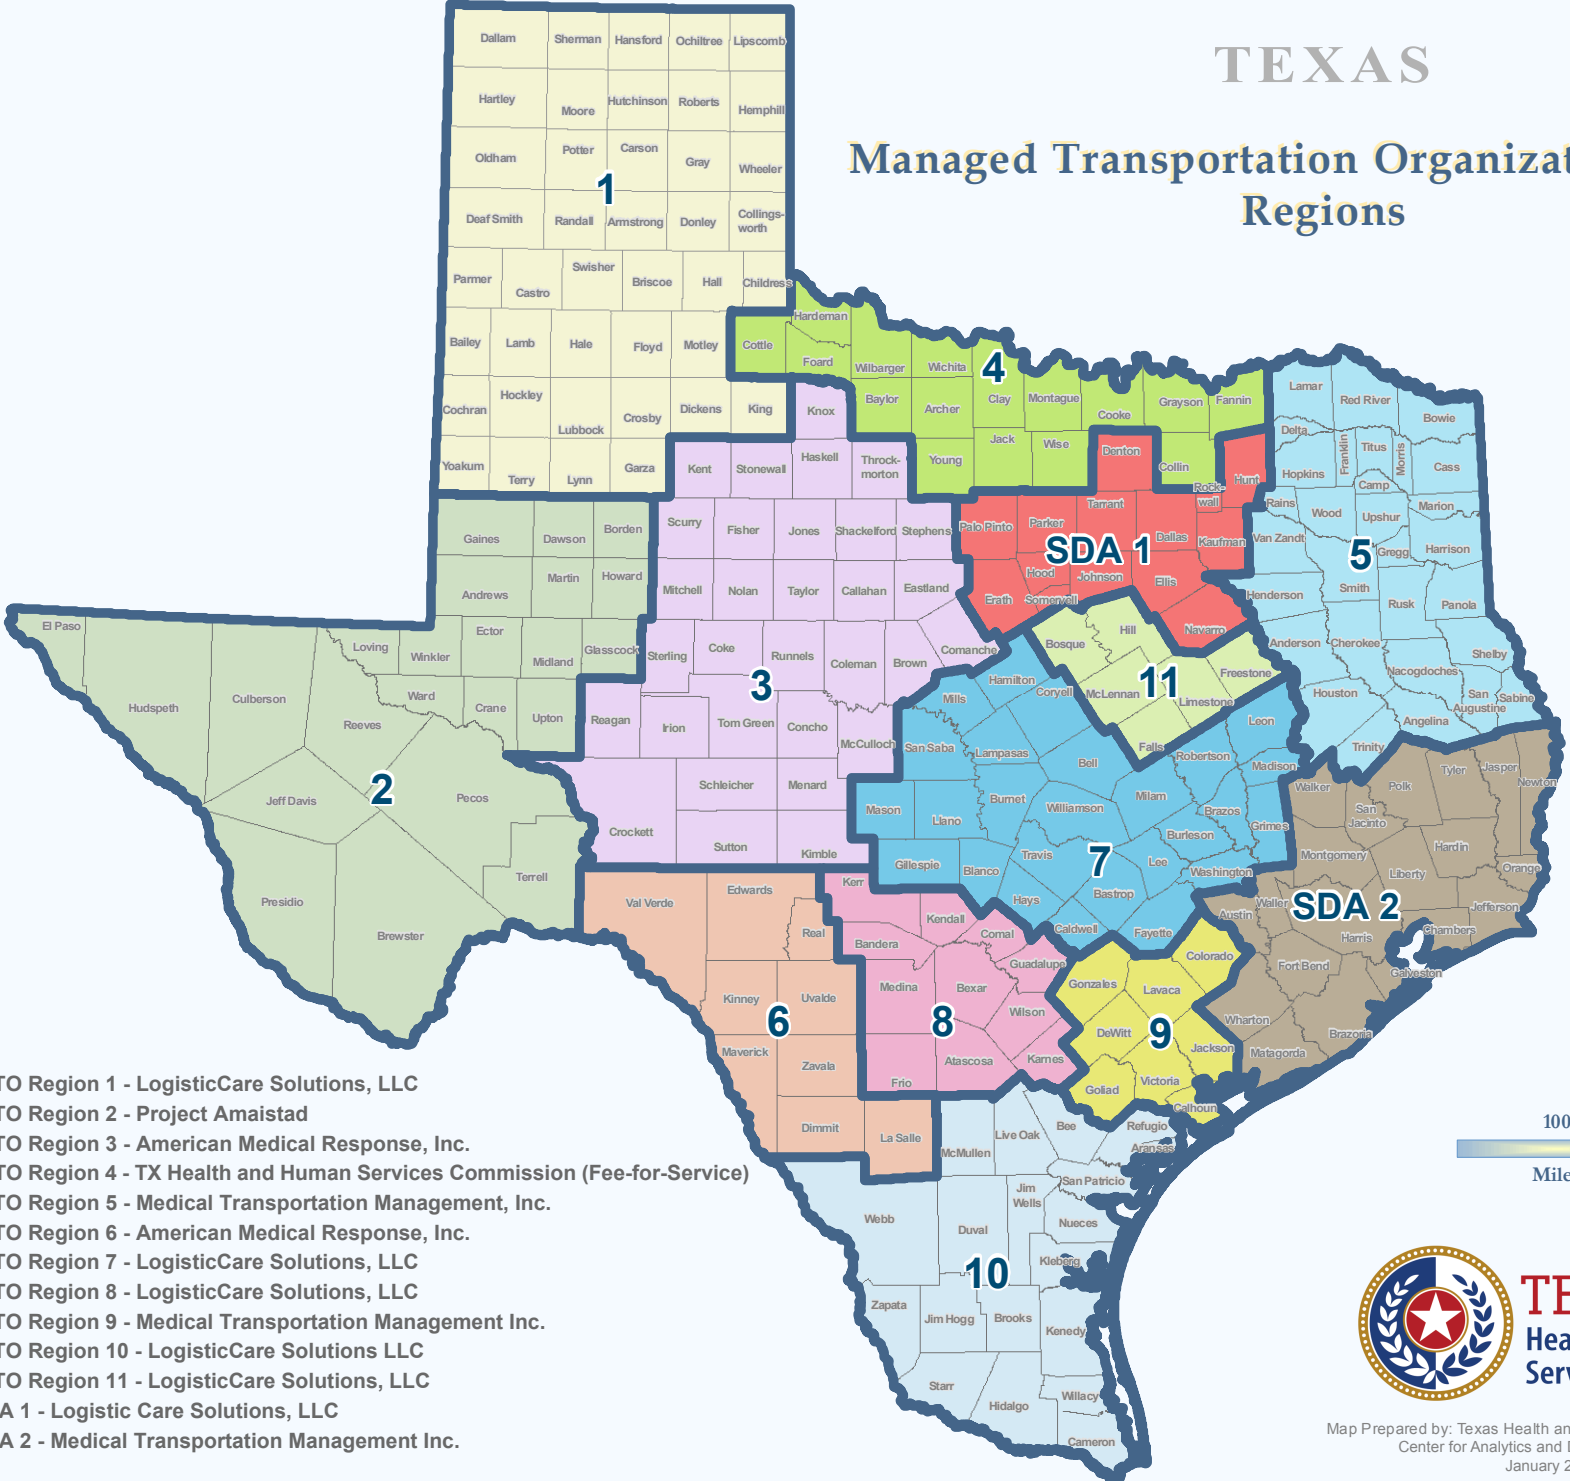 TEXAS
Managed Transportation Organizat
Regions
Dallam
Sherman
Hansford
Ochiltree
Lipscomb
Hartley
Moore
Hutchinson
Roberts
Hemphill
Oldham
Potter
Carson
Gray
Wheeler
1
Deaf Smith
Randall
Armstrong
Donley
Collings-
worth
Parmer
Castro
Swisher
Briscoe
Hall
Childress
Bailey
Lamb
Hale
Floyd
Motley
Cottle
Hardeman
Foard
Wilbarger
Wichita
4
Clay
Montague
Cooke
Grayson
Fannin
Lamar
Red River
Bowie
Cochran
Hockley
Lubbock
Crosby
Dickens
King
Knox
Baylor
Archer
Jack
Wise
Denton
Collin
Hunt
Delta
Franklin
Titus
Morris
Cass
Yoakum
Terry
Lynn
Garza
Kent
Stonewall
Haskell
Throck-
morton
Young
Rock-
wall
Hopkins
Camp
Rains
Wood
Upshur
Marion
Gaines
Dawson
Borden
Scurry
Fisher
Jones
Shackelford
Stephens
Palo Pinto
Parker
Tarrant
Dallas
Kaufman
SDA 1
Van Zandt
5
Gregg
Harrison
Andrews
Martin
Howard
Mitchell
Nolan
Taylor
Callahan
Eastland
Erath
Hood
Somervell
Johnson
Ellis
Navarro
Henderson
Smith
Rusk
Panola
El Paso
Loving
Winkler
Ector
Midland
Glasscock
Sterling
Coke
Runnels
Coleman
Brown
Comanche
Bosque
Hill
Freestone
Anderson
Cherokee
Nacogdoches
Shelby
Hudspeth
Culberson
Reeves
Ward
Crane
Upton
Reagan
Irion
3
Tom Green
Concho
McCulloch
Mills
Hamilton
Coryell
McLennan
11
Limestone
Falls
Leon
Houston
Angelina
San
Augustine
Sabine
Trinity
2
Jeff Davis
Pecos
Crockett
Schleicher
Menard
San Saba
Lampasas
Bell
Robertson
Madison
Walker
San
Jacinto
Polk
Tyler
Jasper
Newton
Sutton
Kimble
Mason
Llano
Burnet
Williamson
Milam
Brazos
Grimes
Burleson
Montgomery
Liberty
Hardin
Orange
Presidio
Brewster
Terrell
Val Verde
Edwards
Real
Kerr
Gillespie
Blanco
Travis
7
Lee
Washington
Hays
Bastrop
Caldwell
Fayette
Austin
Waller
SDA 2
Harris
Chambers
Jefferson
Bandera
Kendall
Comal
Guadalupe
Gonzales
Lavaca
Colorado
Fort Bend
Galveston
Kinney
Uvalde
6
Medina
Bexar
8
Wilson
DeWitt
9
Jackson
Wharton
Matagorda
Brazoria
Maverick
Zavala
Frio
Atascosa
Karnes
Goliad
Victoria
Calhoun
Dimmit
La Salle
McMullen
Live Oak
Bee
Refugio
Aransas
San Patricio
Webb
Duval
Jim
Wells
Nueces
10
Kleberg
Zapata
Jim Hogg
Brooks
Kenedy
Starr
Hidalgo
Willacy
Cameron
TO Region 1 - LogisticCare Solutions, LLC
TO Region 2 - Project Amaistad
TO Region 3 - American Medical Response, Inc.
TO Region 4 - TX Health and Human Services Commission (Fee-for-Service)
TO Region 5 - Medical Transportation Management, Inc.
TO Region 6 - American Medical Response, Inc.
TO Region 7 - LogisticCare Solutions, LLC
TO Region 8 - LogisticCare Solutions, LLC
TO Region 9 - Medical Transportation Management Inc.
TO Region 10 - LogisticCare Solutions LLC
TO Region 11 - LogisticCare Solutions, LLC
A 1 - Logistic Care Solutions, LLC
A 2 - Medical Transportation Management Inc.
100
Mile
TE
Hea
Serv
Map Prepared by: Texas Health an
Center for Analytics and D
January 2